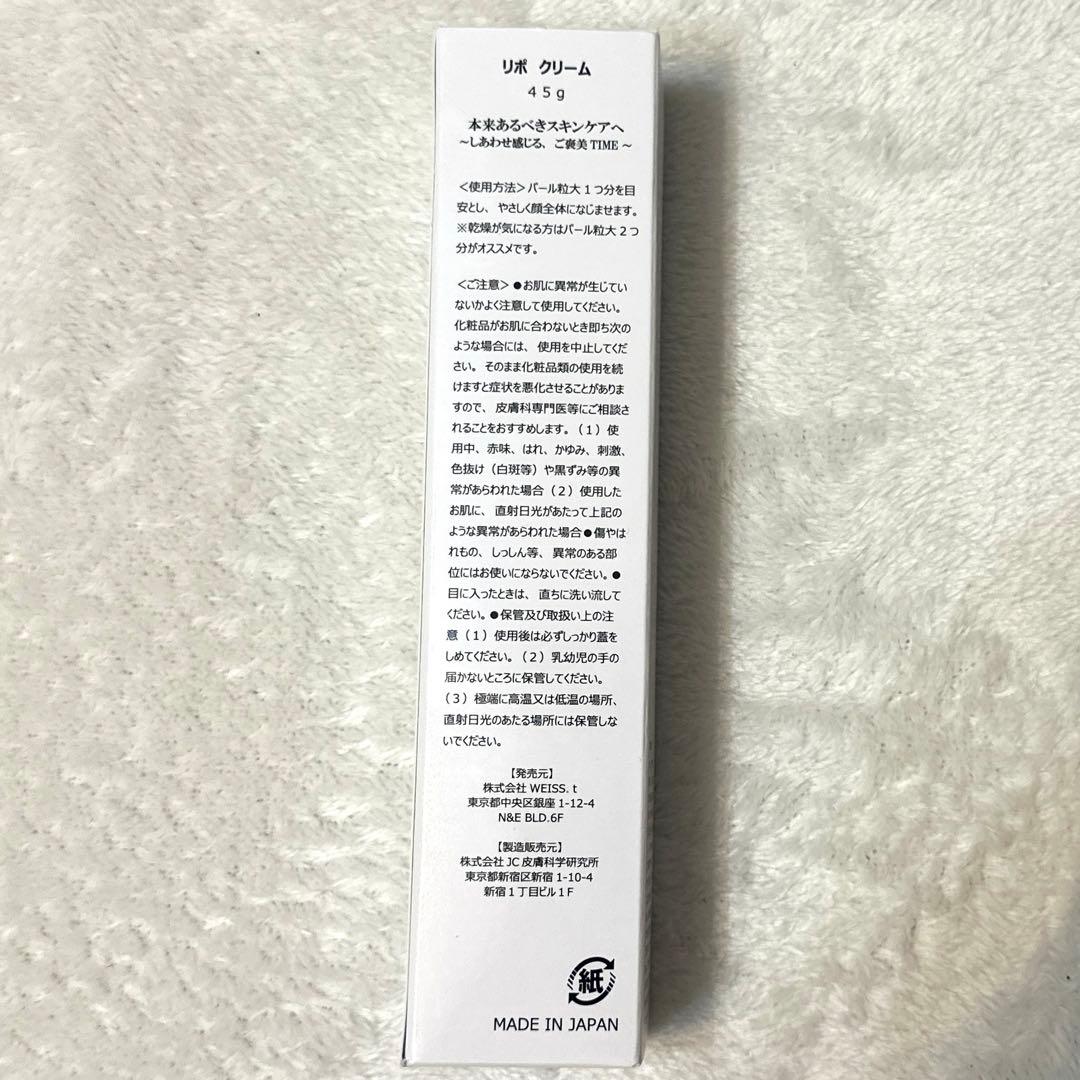 リポ クリーム
45g
本来あるべきスキンケアへ
~しあわせ感じる、ご褒美TIME~
＜使用方法＞パール粒大1つ分を目
安とし、やさしく顔全体になじませます。
※乾燥が気になる方はパール粒大2つ
分がオススメです。
＜ご注意＞●お肌に異常が生じてい
ないかよく注意して使用してください。
化粧品がお肌に合わないとき即ち次の
ような場合には、使用を中止してくだ
さい。そのまま化粧品類の使用を続
けますと症状を悪化させることがありま
すので、皮膚科専門医等にご相談さ
れることをおすすめします。（1）使
用中、赤味、はれ、かゆみ、刺激、
色抜け（白斑等）や黒ずみ等の異
常があらわれた場合（2）使用した
お肌に、直射日光があたって上記の
ような異常があらわれた場合●傷やは
れもの、しっしん等、異常のある部
位にはお使いにならないでください。●
目に入ったときは、直ちに洗い流して
ください。●保管及び取扱い上の注
意（1）使用後は必ずしっかり蓋を
しめてください。（2）乳幼児の手の
届かないところに保管してください。
（3）極端に高温又は低温の場所、
直射日光のあたる場所には保管しな
いでください。
【発売元】
株式会社 WEISS.t
東京都中央区銀座1-12-4
N&E BLD.6F
【製造販売元】
株式会社JC皮膚科学研究所
東京都新宿区新宿1-10-4
新宿1丁目ビル1F
紙
MADE IN JAPAN